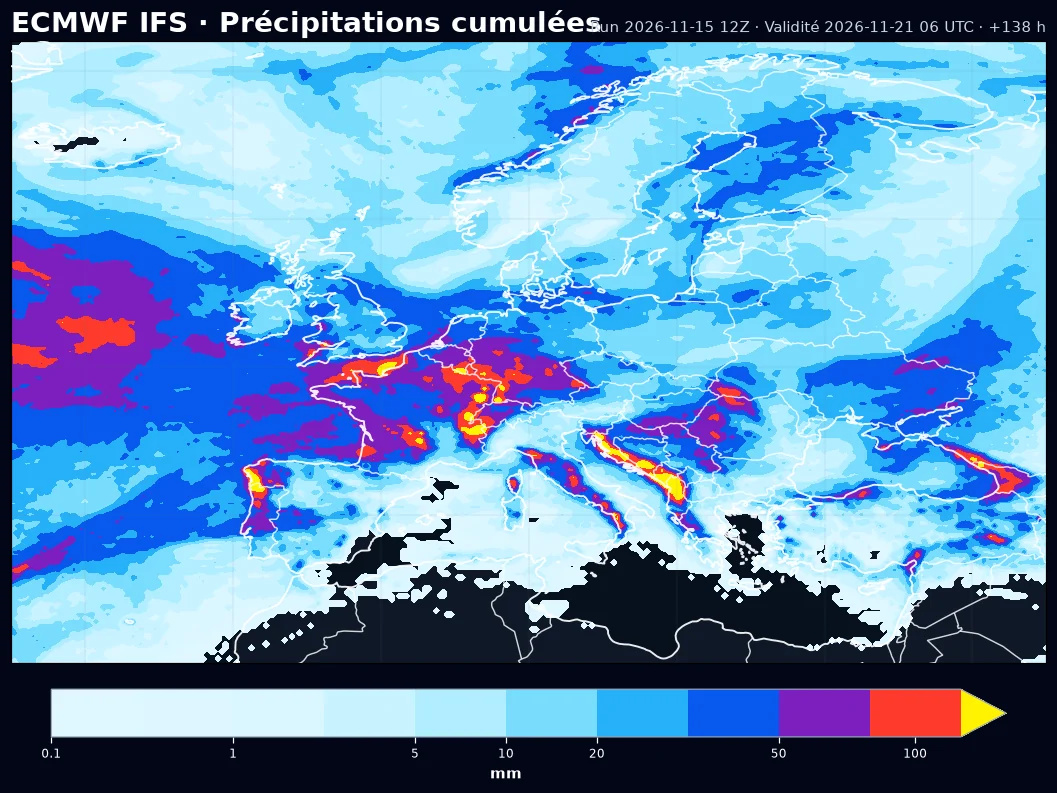 ECMWF IFS · Précipitations cumulées
Run 2026-11-15 12Z · Validité 2026-11-21 06 UTC · +138 h
0.1 1 5 10 20 50 100
mm